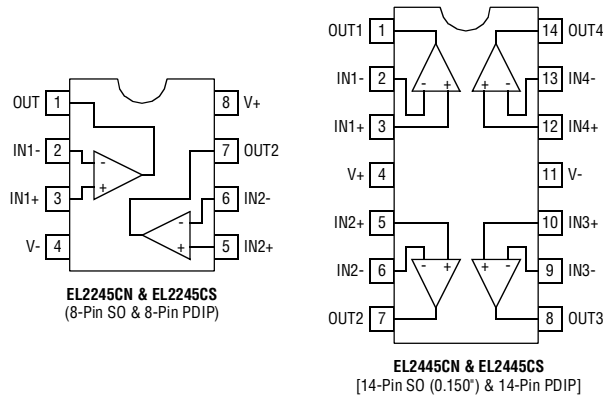 OUT 1
IN1- 2
IN1+ 3
V- 4
8 V+
7 OUT2
6 IN2-
5 IN2+
- +
- +
EL2245CN & EL2245CS
(8-Pin SO & 8-Pin PDIP)
OUT1 1
IN1- 2
IN1+ 3
V+ 4
IN2+ 5
IN2- 6
OUT2 7
14 OUT4
13 IN4-
12 IN4+
11 V-
10 IN3+
9 IN3-
8 OUT3
- +
+ -
- +
+ -
EL2445CN & EL2445CS
[14-Pin SO (0.150") & 14-Pin PDIP]